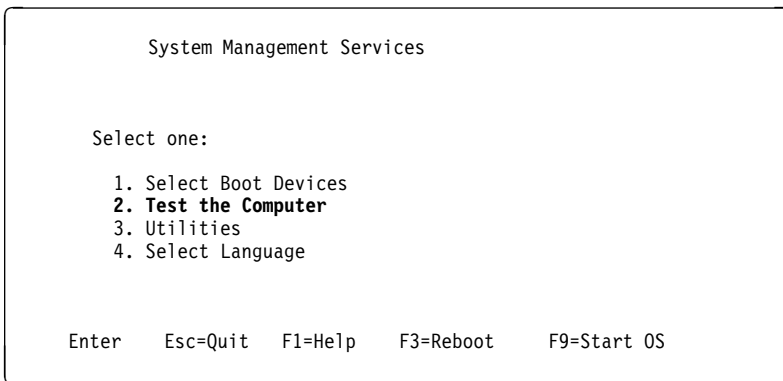 System Management Services
Select one:
1. Select Boot Devices
2. Test the Computer
3. Utilities
4. Select Language
Enter Esc=Quit F1=Help F3=Reboot F9=Start OS